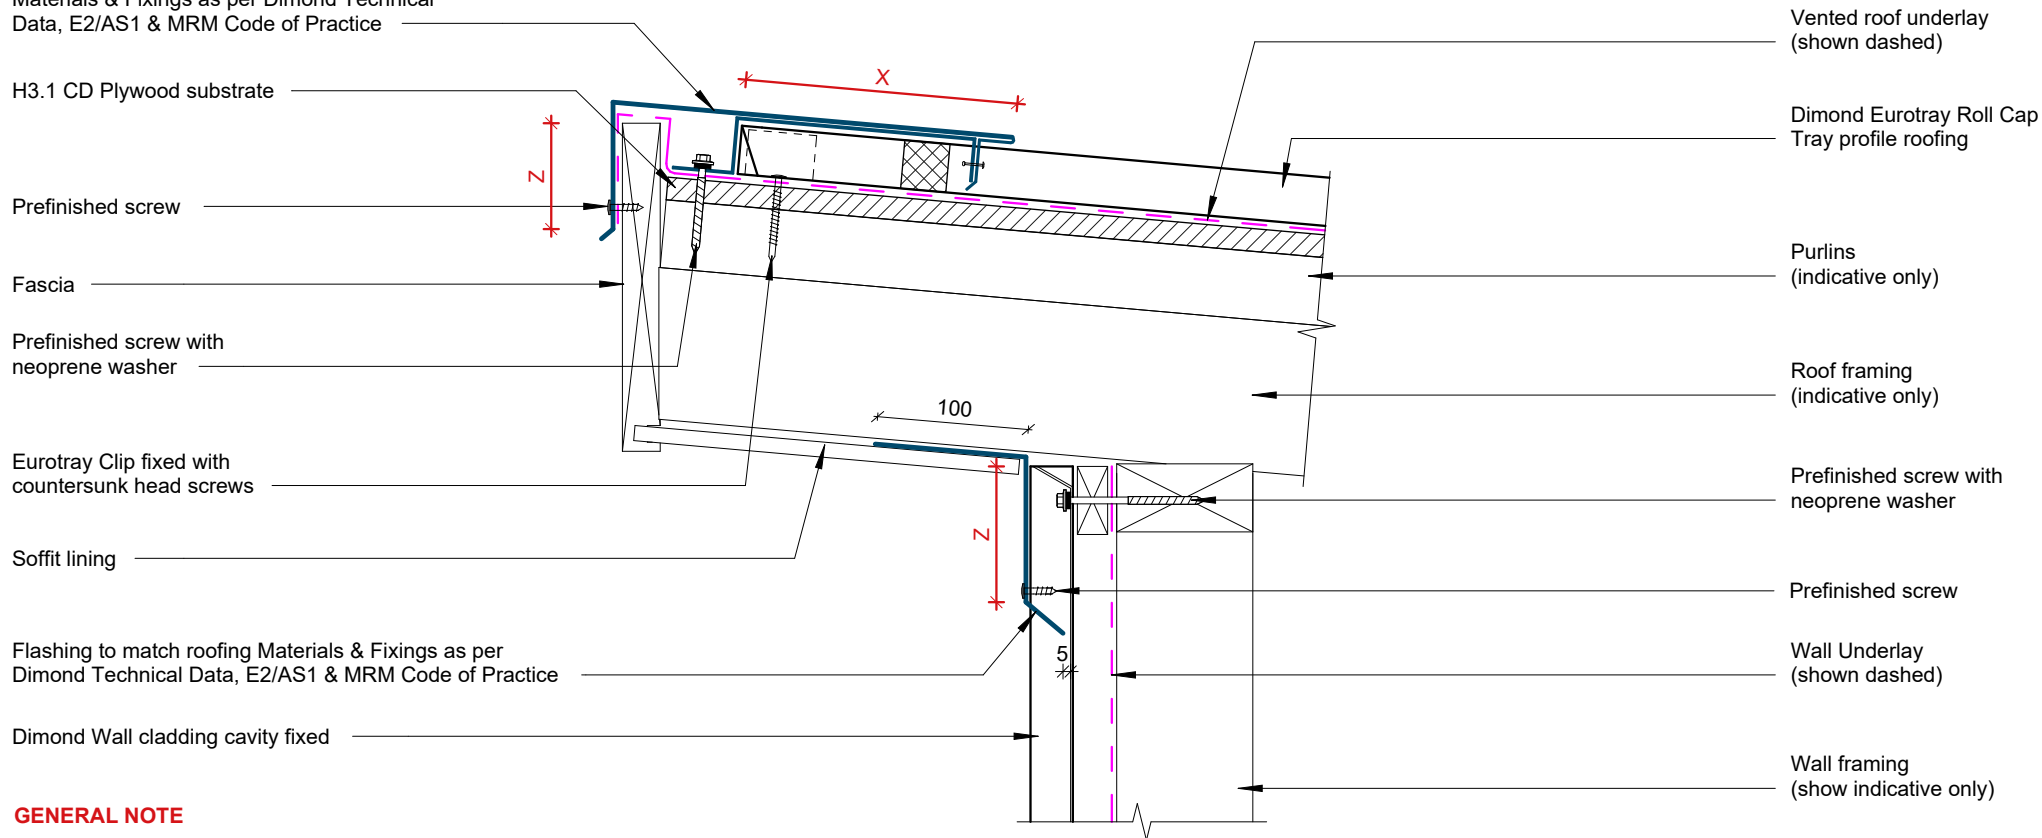 Materials & Fixings as per Dimond Technical
Data, E2/AS1 & MRM Code of Practice
H3.1 CD Plywood substrate
Prefinished screw
Fascia
Prefinished screw with
neoprene washer
Eurotray Clip fixed with
countersunk head screws
Soffit lining
Flashing to match roofing Materials & Fixings as per
Dimond Technical Data, E2/AS1 & MRM Code of Practice
Dimond Wall cladding cavity fixed
GENERAL NOTE
X
Z
100
Z
5
Vented roof underlay
(shown dashed)
Dimond Eurotray Roll Cap
Tray profile roofing
Purlins
(indicative only)
Roof framing
(indicative only)
Prefinished screw with
neoprene washer
Prefinished screw
Wall Underlay
(shown dashed)
Wall framing
(show indicative only)